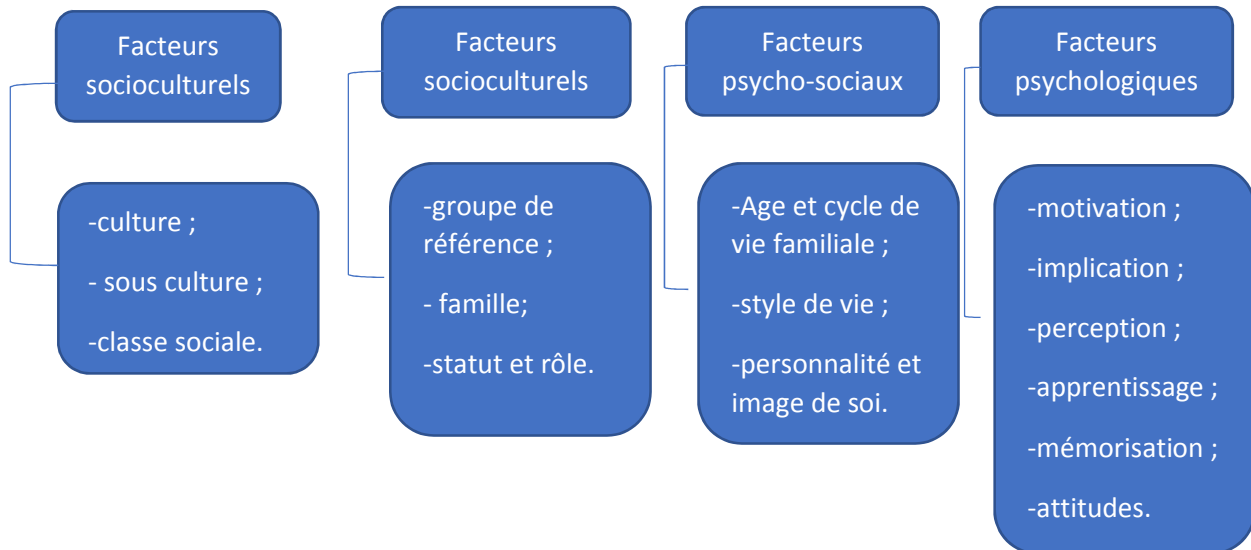 Facteurs
socioculturels
-culture ;
- sous culture ;
-classe sociale.
Facteurs
socioculturels
-groupe de
référence ;
- famille;
-statut et rôle.
Facteurs
psycho-sociaux
-Age et cycle de
vie familiale ;
-style de vie ;
-personnalité et
image de soi.
Facteurs
psychologiques
-motivation ;
-implication ;
-perception ;
-apprentissage ;
-mémorisation ;
-attitudes.